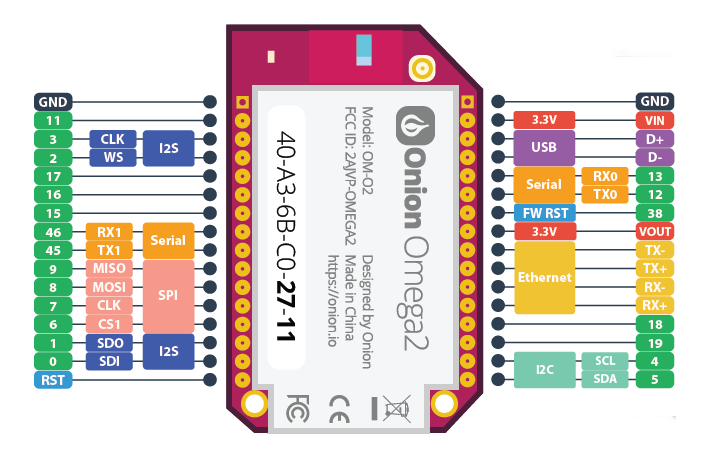 GND
11
3 CLK I2S
2 WS
17
16
15
46 RX1 Serial
45 TX1
9 MISO SPI
8 MOSI
7 CLK
6 CS1
1 SDO I2S
0 SDI
RST
Onion Omega2
Model: OM-O2
FCC ID: 2AJVP-OMEGA2
Designed by Onion
Made in China
https://onion.io
40-A3-6B-C0-27-11
FC CE
GND
3.3V VIN
USB D+
D-
Serial RX0 13
TX0 12
FW RST 38
3.3V VOUT
Ethernet TX-
TX+
RX-
RX+
18
19
I2C SCL 4
SDA 5